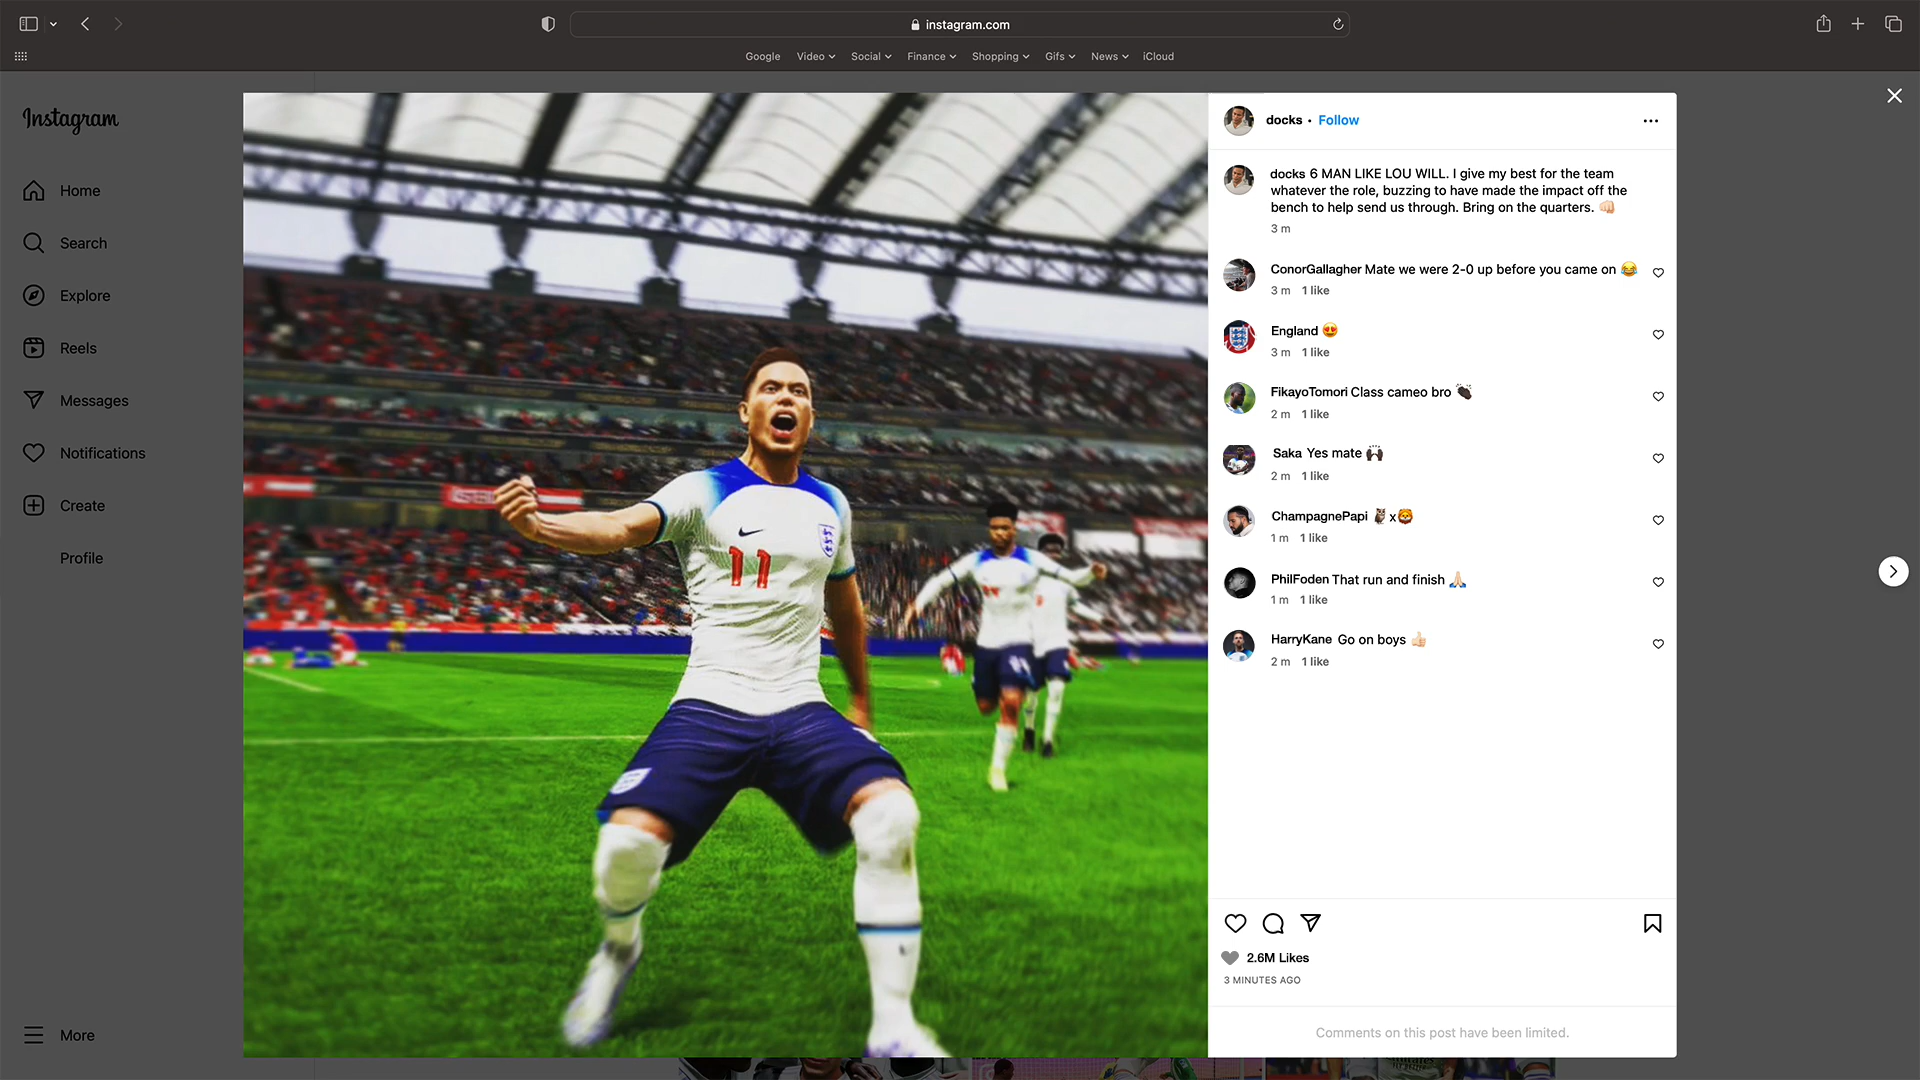 instagram.com
Google Video Social Finance Shopping Gifs News iCloud
Instagram
Home
Search
Explore
Reels
Messages
Notifications
Create
Profile
More
11
docks • Follow
docks 6 MAN LIKE LOU WILL. I give my best for the team
whatever the role, buzzing to have made the impact off the
bench to help send us through. Bring on the quarters. 👊🏻
3 m
ConorGallagher Mate we were 2-0 up before you came on 😂
3 m 1 like
England 😍
3 m 1 like
FikayoTomori Class cameo bro 👏🏿
2 m 1 like
Saka Yes mate 🙌🏿
2 m 1 like
ChampagnePapi 🦉x🦁
1 m 1 like
PhilFoden That run and finish 🙏🏻
1 m 1 like
HarryKane Go on boys 👍🏻
2 m 1 like
2.6M Likes
3 MINUTES AGO
Comments on this post have been limited.